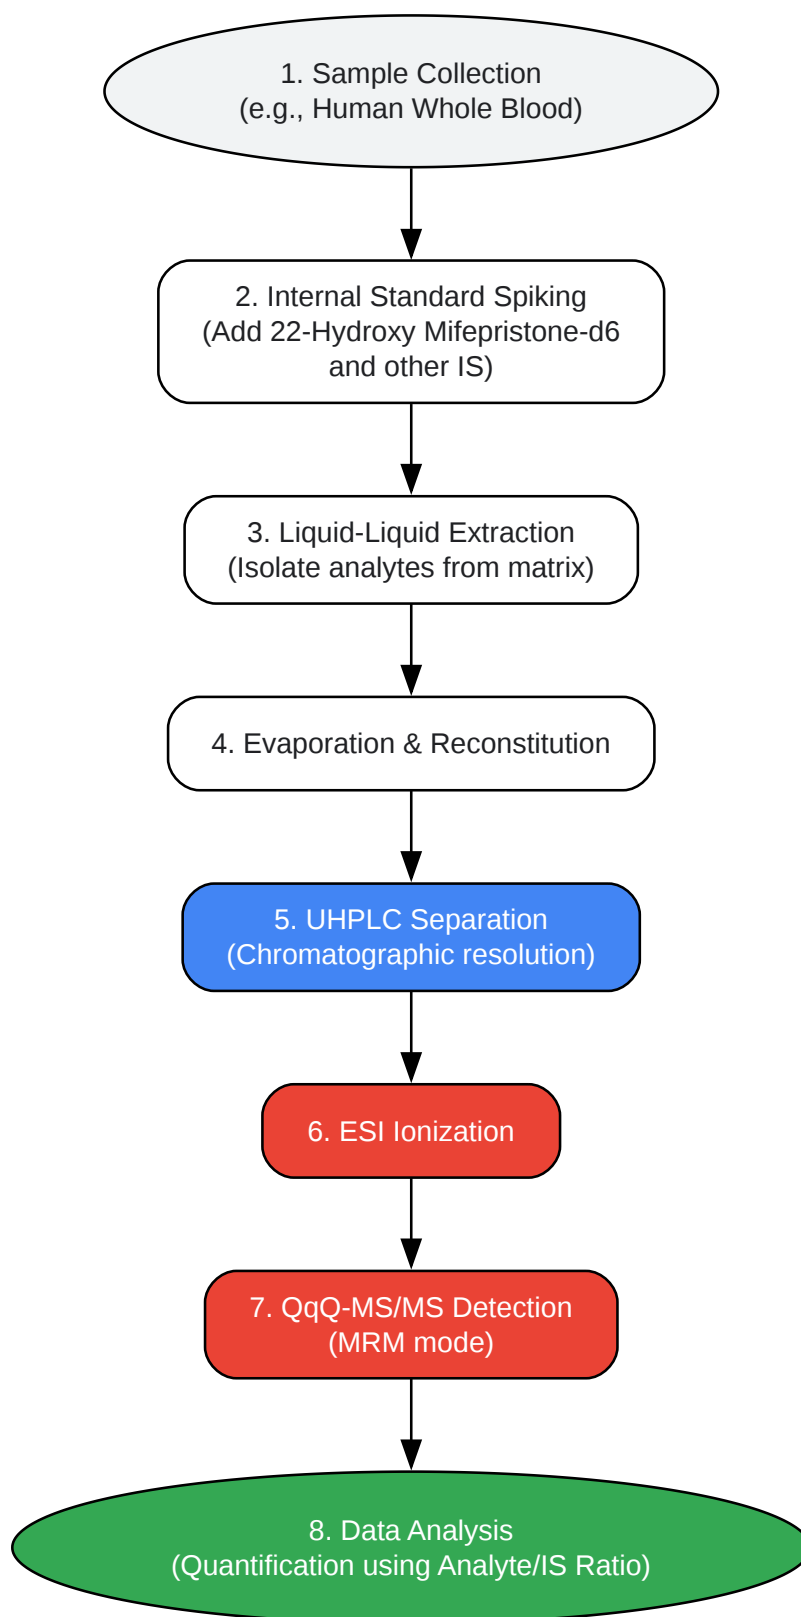 1. Sample Collection
(e.g., Human Whole Blood)
2. Internal Standard Spiking
(Add 22-Hydroxy Mifepristone-d6
and other IS)
3. Liquid-Liquid Extraction
(Isolate analytes from matrix)
4. Evaporation & Reconstitution
5. UHPLC Separation
(Chromatographic resolution)
6. ESI Ionization
7. QqQ-MS/MS Detection
(MRM mode)
8. Data Analysis
(Quantification using Analyte/IS Ratio)